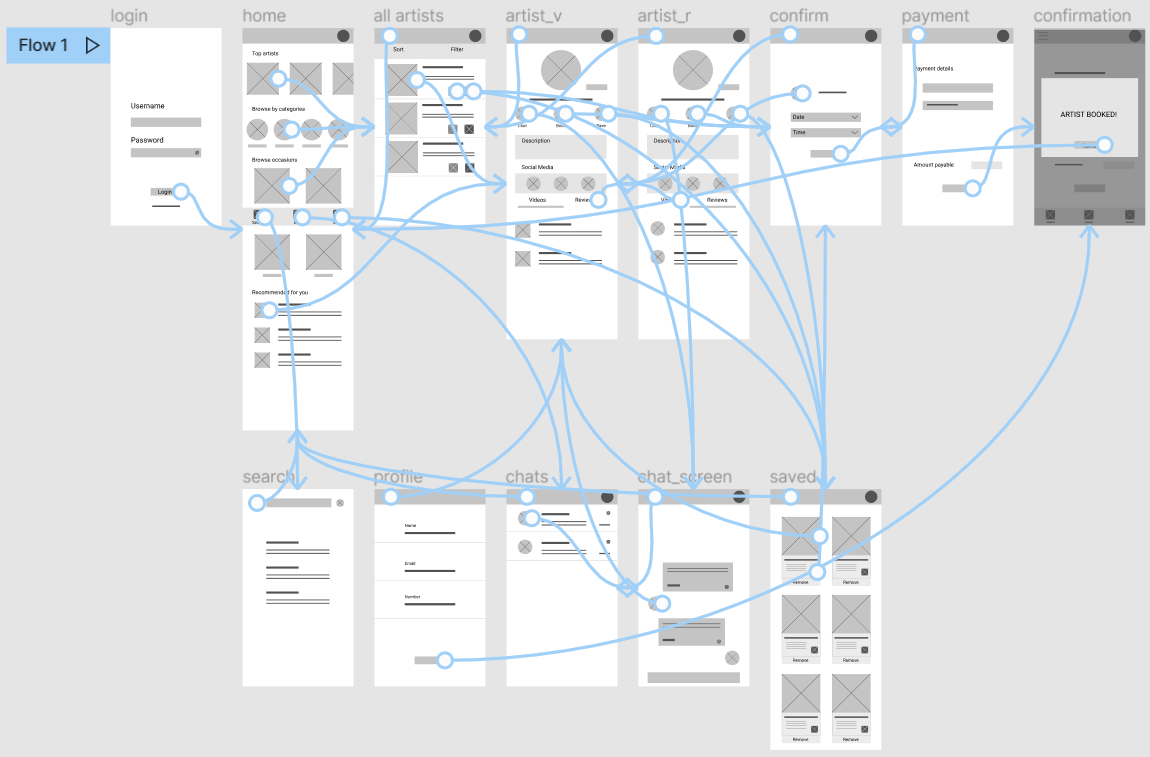 login
home
all artists
artist_v
artist_r
confirm
payment
confirmation
Flow 1
Username
Password
Login
Top artists
Browse by categories
Browse occasions
Recommended for you
Sort
Filter
Description
Social Media
Videos
Reviews
Description
Social Media
Reviews
Date
Time
Payment details
Amount payable
ARTIST BOOKED!
search
profile
chats
chat_screen
saved
Name
Email
Number
Remove
Remove
Remove
Remove
Remove
Remove